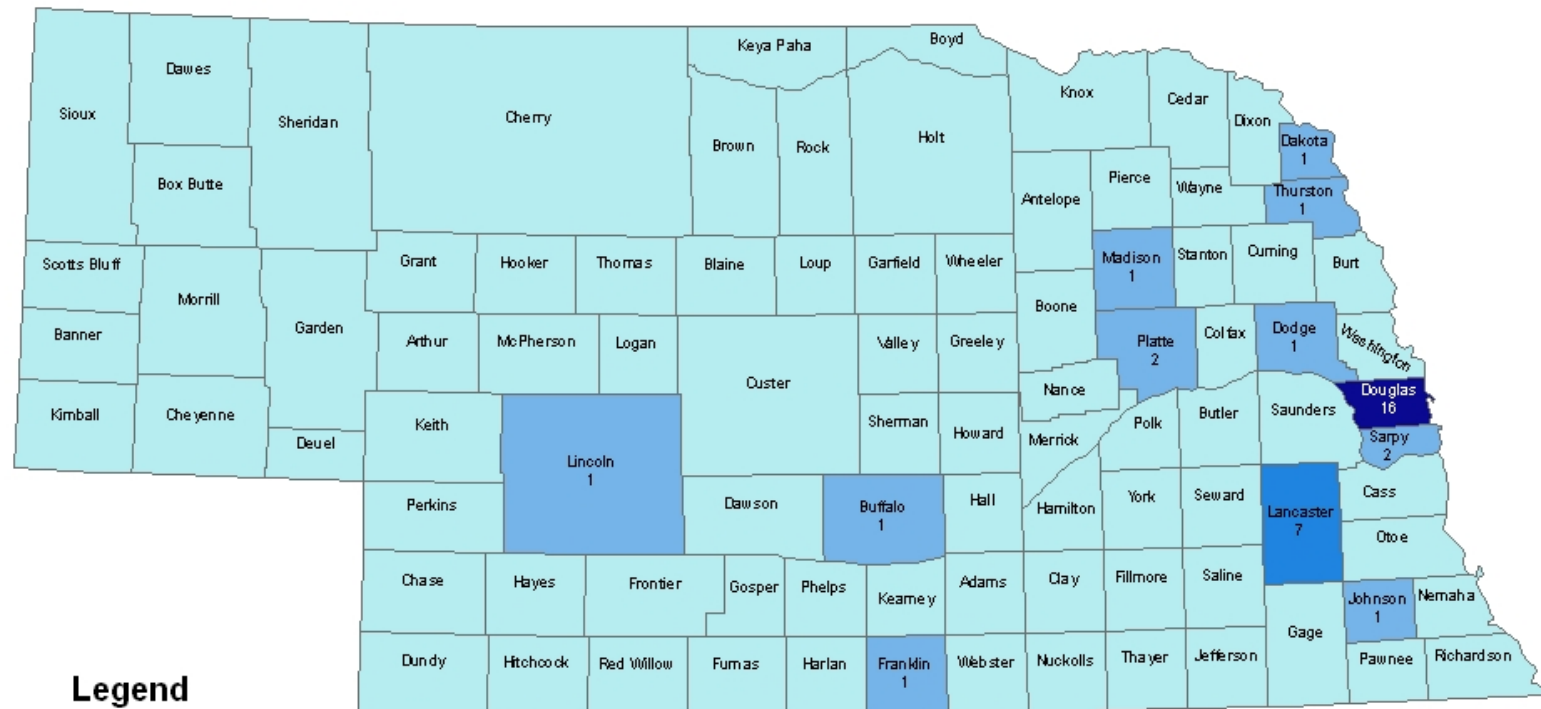 Keya Paha
Boyd
Dawes
Sioux
Sheridan
Cherry
Knox
Cedar
Dixon
Brown
Rock
Holt
Dakota
1
Box Butte
Antelope
Pierce
Wayne
Thurston
1
Scotts Bluff
Morrill
Grant
Hooker
Thomas
Blaine
Loup
Garfield
Wheeler
Madison
1
Stanton
Cuming
Burt
Banner
Garden
Arthur
McPherson
Logan
Custer
Valley
Greeley
Boone
Platte
2
Colfax
Dodge
1
Washington
Kimball
Cheyenne
Deuel
Keith
Lincoln
1
Sherman
Howard
Nance
Merrick
Polk
Butler
Saunders
Douglas
16
Sarpy
2
Perkins
Dawson
Buffalo
1
Hall
Hamilton
York
Seward
Lancaster
7
Cass
Otoe
Chase
Hayes
Frontier
Gosper
Phelps
Kearney
Adams
Clay
Fillmore
Saline
Johnson
1
Nemaha
Gage
Dundy
Hitchcock
Red Willow
Furnas
Harlan
Franklin
1
Webster
Nuckolls
Thayer
Jefferson
Pawnee
Richardson
Legend